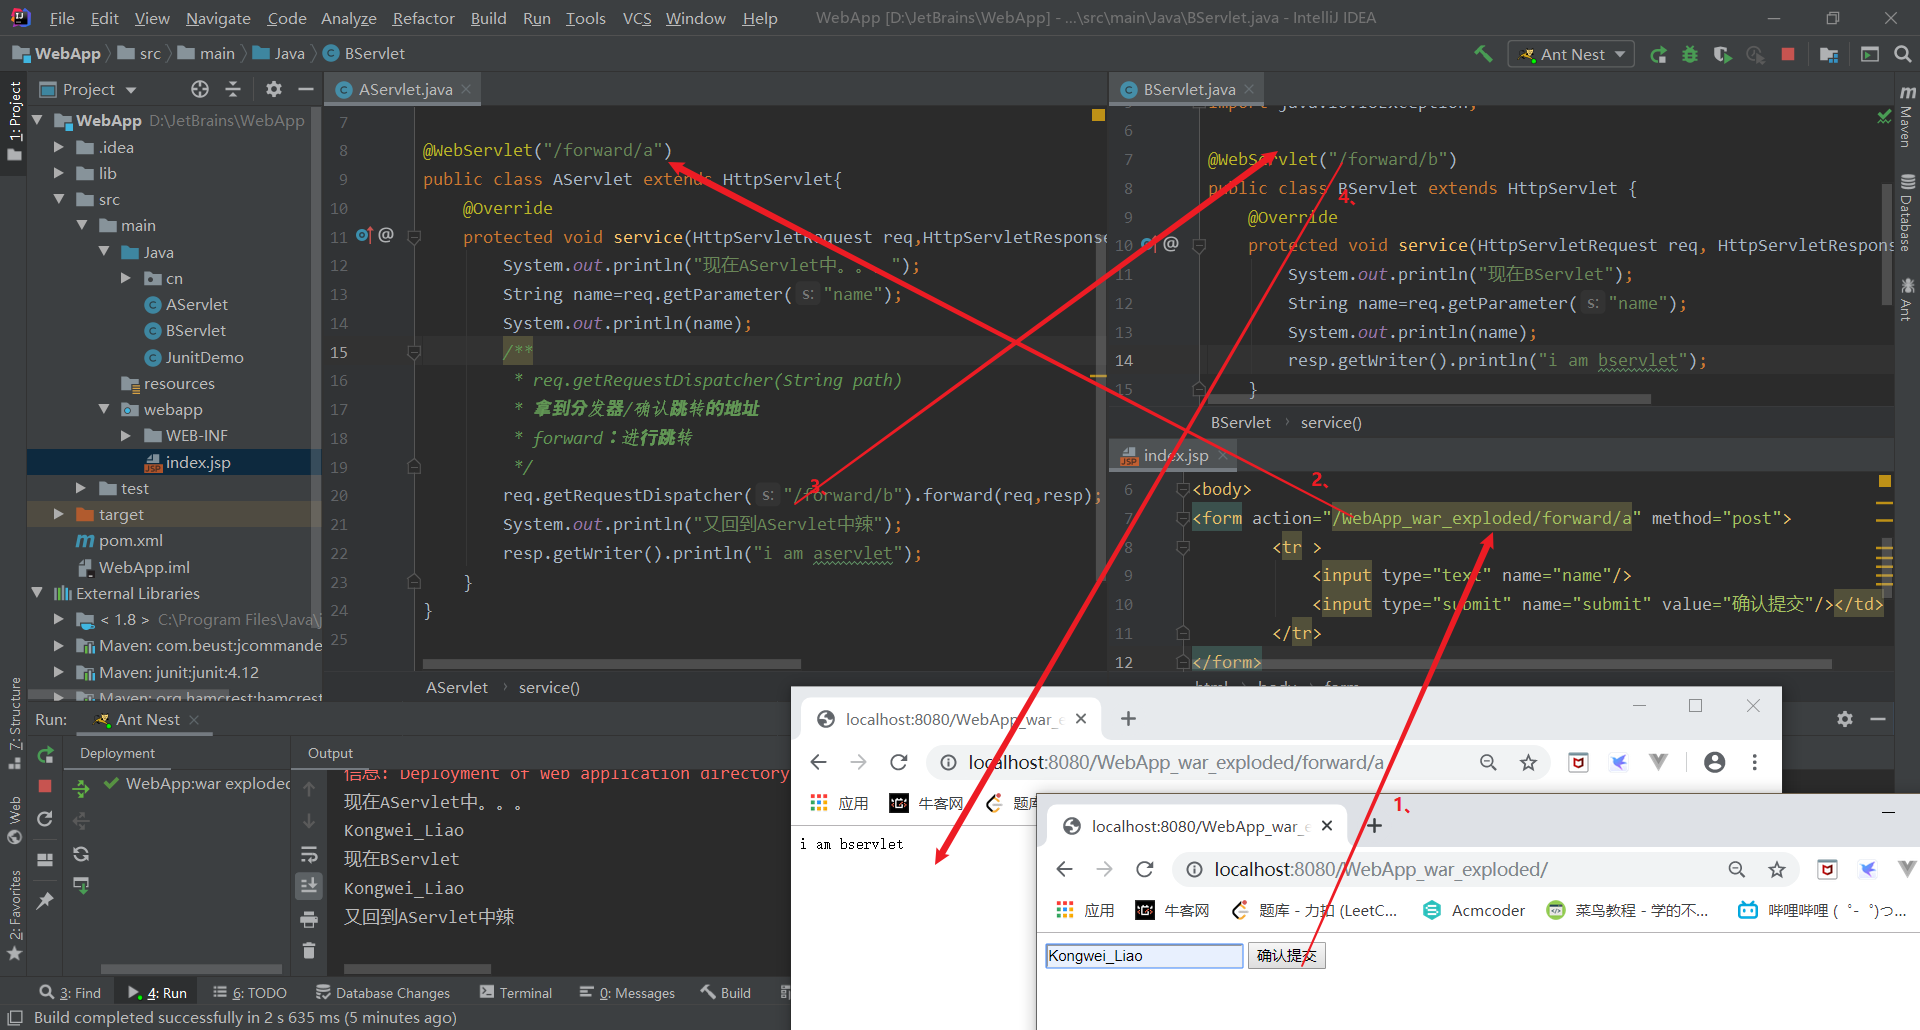 File Edit View Navigate Code Analyze Refactor Build Run Tools VCS Window Help WebApp [D:\JetBrains\WebApp] - ...\src\main\Java\BServlet.java - IntelliJ IDEA
WebApp src main Java BServlet
Ant Nest
1: Project
Project
WebApp D:\JetBrains\WebApp
.idea
lib
src
main
Java
cn
AServlet
BServlet
JunitDemo
resources
webapp
WEB-INF
index.jsp
test
target
pom.xml
WebApp.iml
External Libraries
< 1.8 > C:\Program Files\Java\j
Maven: com.beust:jcommande
Maven: junit:junit:4.12
Maven: org.hamcrest:hamcrest
AServlet.java
7
8 @WebServlet("/forward/a")
9 public class AServlet extends HttpServlet{
10 @Override
11 protected void service(HttpServletRequest req,HttpServletResponse
12 System.out.println("现在AServlet中。。 ");
13 String name=req.getParameter( s: "name");
14 System.out.println(name);
15 /**
16 * req.getRequestDispatcher(String path)
17 * 拿到分发器/确认跳转的地址
18 * forward：进行跳转
19 */
20 req.getRequestDispatcher( s: "/forward/b").forward(req,resp);
21 System.out.println("又回到AServlet中辣");
22 resp.getWriter().println("i am aservlet");
23 }
24 }
25
AServlet service()
BServlet.java
import java.io.IOException;
6
7 @WebServlet("/forward/b")
8 public class BServlet extends HttpServlet {
9 @Override
10 protected void service(HttpServletRequest req, HttpServletRespons
11 System.out.println("现在BServlet");
12 String name=req.getParameter( s: "name");
13 System.out.println(name);
14 resp.getWriter().println("i am bservlet");
15 }
BServlet service()
index.jsp
6 <body>
7 <form action="/WebApp_war_exploded/forward/a" method="post">
8 <tr >
9 <input type="text" name="name"/>
10 <input type="submit" name="submit" value="确认提交"/></td>
11 </tr>
12 </form>
html body form
Maven
Database
Ant
1、
2、
3、
4、
Run: Ant Nest
Deployment
Output
WebApp:war exploded
信息: Deployment of web application directory
现在AServlet中。。。
Kongwei_Liao
现在BServlet
Kongwei_Liao
又回到AServlet中辣
7: Structure
Web
2: Favorites
localhost:8080/WebApp_war_e
localhost:8080/WebApp_war_exploded/forward/a
应用 牛客网 题库
i am bservlet
localhost:8080/WebApp_war_e
localhost:8080/WebApp_war_exploded/
应用 牛客网 题库 - 力扣 (LeetC... Acmcoder 菜鸟教程 - 学的不... 哔哩哔哩 ( ゜- ゜)つ...
Kongwei_Liao 确认提交
3: Find 4: Run 6: TODO Database Changes Terminal 0: Messages Build
Build completed successfully in 2 s 635 ms (5 minutes ago)